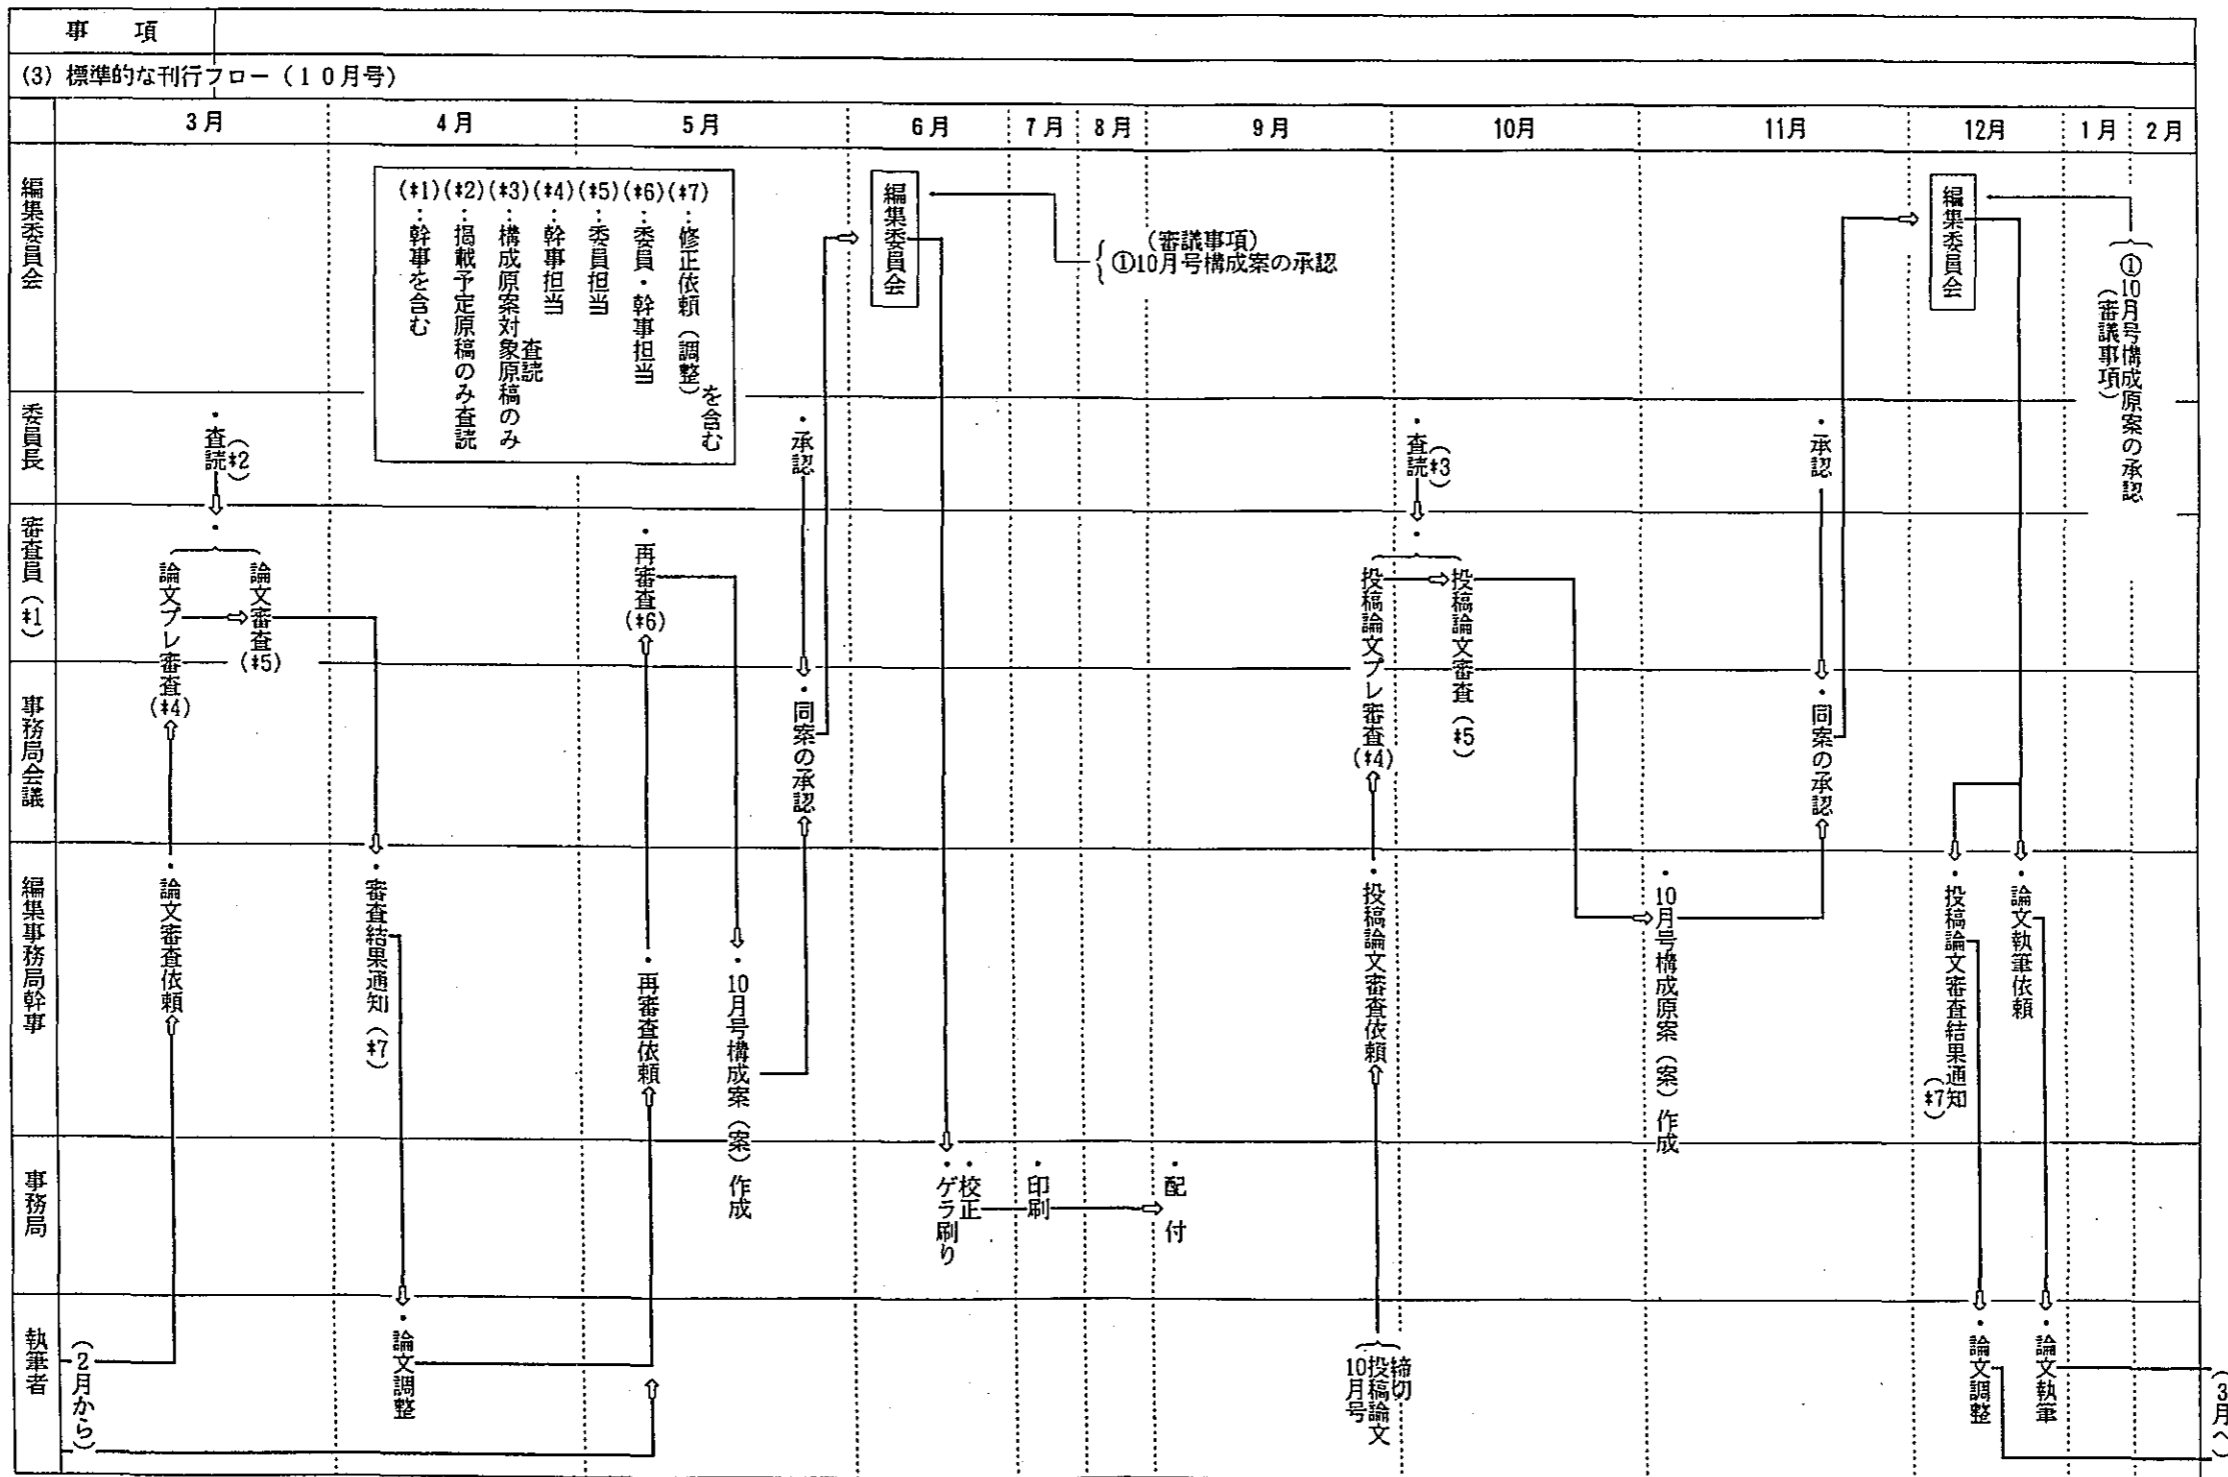 事　項
(3) 標準的な刊行フロー（１０月号）
3月
4月
5月
6月
7月
8月
9月
10月
11月
12月
1月
2月
編集委員会
(*1)・幹事を含む
(*2)・掲載予定原稿のみ査読
(*3)・構成原案対象原稿のみ
査読
(*4)・幹事担当
(*5)・委員担当
(*6)・委員・幹事担当
(*7)・修正依頼（調整）
を含む
編集委員会
（審議事項）
①10月号構成案の承認
編集委員会
①10月号構成原案の承認
（審議事項）
委員長
・査読
（*2）
・承認
・査読
（*3）
・承認
審査員（*1）
論文プレ審査
(*4)
論文審査
(*5)
・再審査
(*6)
投稿論文プレ審査
(*4)
投稿論文審査（*5）
事務局会議
・同案の承認
・同案の承認
編集事務局幹事
・論文審査依頼
・審査結果通知（*7）
・再審査依頼
・10月号構成案（案）作成
・投稿論文審査依頼
・10月号構成原案（案）作成
・投稿論文審査結果通知
（*7）
・論文執筆依頼
事務局
・校正
・ゲラ刷り
・印刷
・配付
執筆者
（2月から）
・論文調整
締切
投稿論文
10月号
・論文調整
・論文執筆
（3月へ）